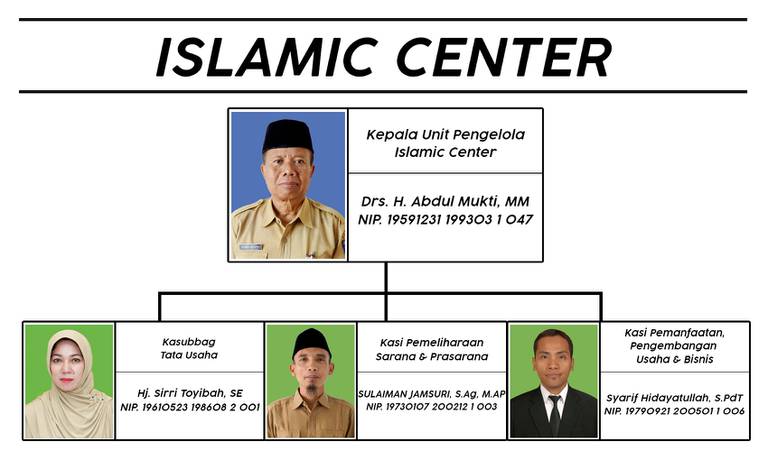 ISLAMIC CENTER
Kepala Unit Pengelola
Islamic Center
Drs. H. Abdul Mukti, MM
NIP. 19591231 199303 1 047
Kasubbag
Tata Usaha
Hj. Sirri Toyibah, SE
NIP. 19610523 198608 2 001
Kasi Pemeliharaan
Sarana & Prasarana
SULAIMAN JAMSURI, S.Ag, M.AP
NIP. 19730107 200212 1 003
Kasi Pemanfaatan,
Pengembangan
Usaha & Bisnis
Syarif Hidayatullah, S.PdT
NIP. 19790921 200501 1 006